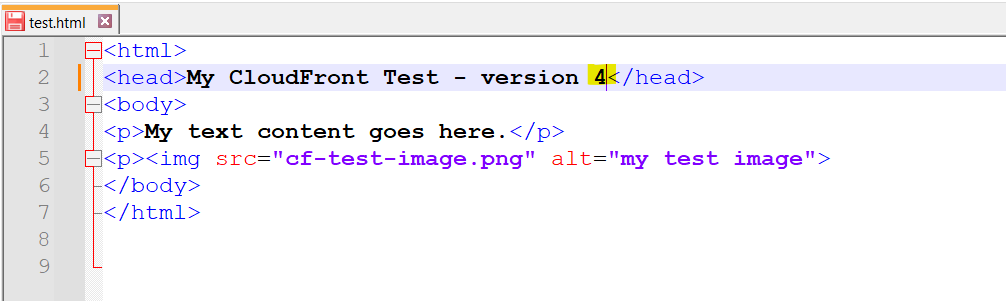 test.html
1 <html>
2 <head>My CloudFront Test - version 4</head>
3 <body>
4 <p>My text content goes here.</p>
5 <p><img src="cf-test-image.png" alt="my test image">
6 </body>
7 </html>
8
9